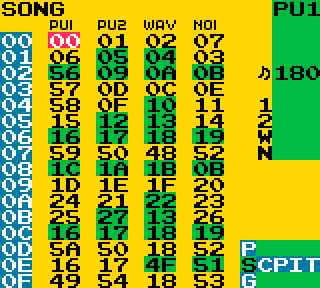 SONG PU1
PU1 PU2 WAV NOI
00 00 01 02 07
01 06 05 04 03
02 56 09 0A 0B ♪180
03 57 0D 0C 0E
04 58 0F 10 11 1
05 15 12 13 14 2
06 16 17 18 19 W
07 59 50 48 52 N
08 1C 1A 1B 0B
09 1D 1E 1F 20
0A 24 21 22 23
0B 25 27 13 26
0C 16 17 18 19
0D 5A 50 18 52 P
0E 16 17 4F 51 SCPIT
0F 49 54 18 53 G